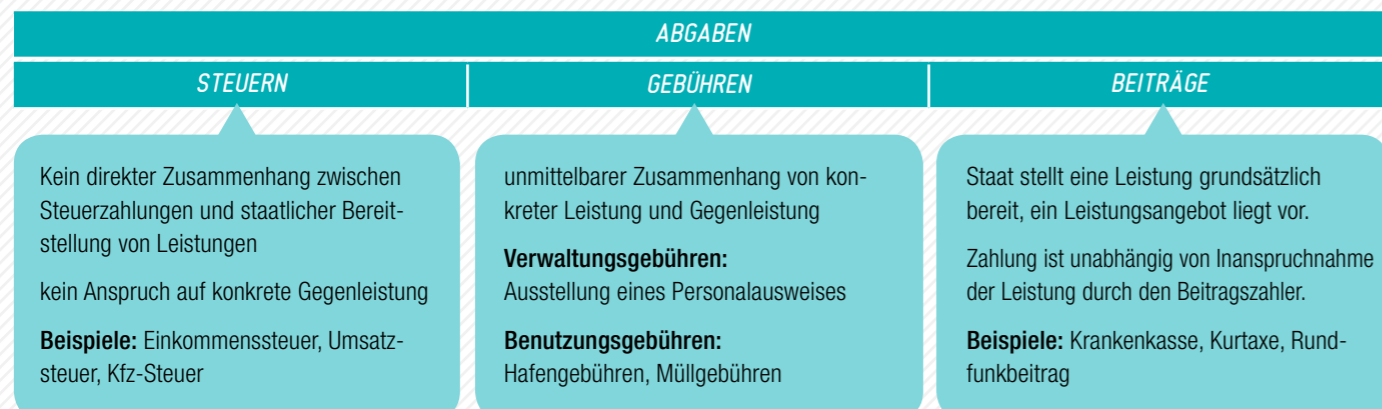 ABGABEN
STEUERN
GEBÜHREN
BEITRÄGE
Kein direkter Zusammenhang zwischen
Steuerzahlungen und staatlicher Bereit-
stellung von Leistungen
kein Anspruch auf konkrete Gegenleistung
Beispiele: Einkommenssteuer, Umsatz-
steuer, Kfz-Steuer
unmittelbarer Zusammenhang von kon-
kreter Leistung und Gegenleistung
Verwaltungsgebühren:
Ausstellung eines Personalausweises
Benutzungsgebühren:
Hafengebühren, Müllgebühren
Staat stellt eine Leistung grundsätzlich
bereit, ein Leistungsangebot liegt vor.
Zahlung ist unabhängig von Inanspruchnahme
der Leistung durch den Beitragszahler.
Beispiele: Krankenkasse, Kurtaxe, Rund-
funkbeitrag